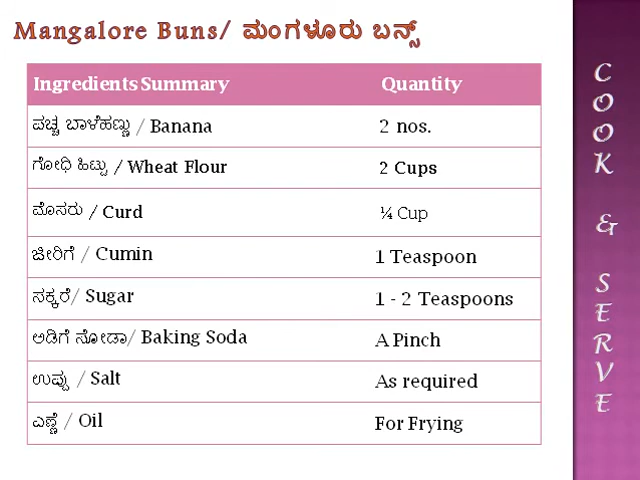 Mangalore Buns/ ಮಂಗಳೂರು ಬನ್ಸ್
Ingredients Summary Quantity
ಪಚ್ಚ ಬಾಳೆಹಣ್ಣು / Banana 2 nos.
ಗೋಧಿ ಹಿಟ್ಟು / Wheat Flour 2 Cups
ಮೊಸರು / Curd ¼ Cup
ಜೀರಿಗೆ / Cumin 1 Teaspoon
ಸಕ್ಕರೆ/ Sugar 1 - 2 Teaspoons
ಅಡಿಗೆ ಸೋಡಾ/ Baking Soda A Pinch
ಉಪ್ಪು / Salt As required
ಎಣ್ಣೆ / Oil For Frying
COOK & SERVE